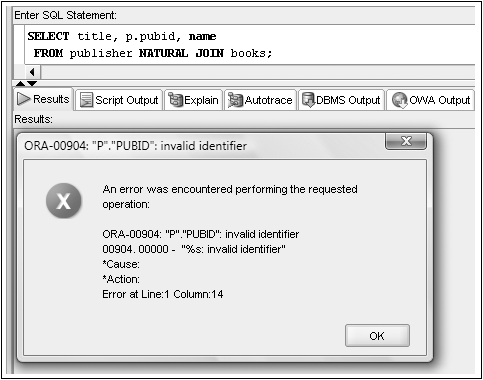 Enter SQL Statement:
SELECT title, p.pubid, name
FROM publisher NATURAL JOIN books;
Results Script Output Explain Autotrace DBMS Output OWA Output
Results:
ORA-00904: "P"."PUBID": invalid identifier
An error was encountered performing the requested
operation:
ORA-00904: "P"."PUBID": invalid identifier
00904. 00000 - "%s: invalid identifier"
*Cause:
*Action:
Error at Line:1 Column:14
OK